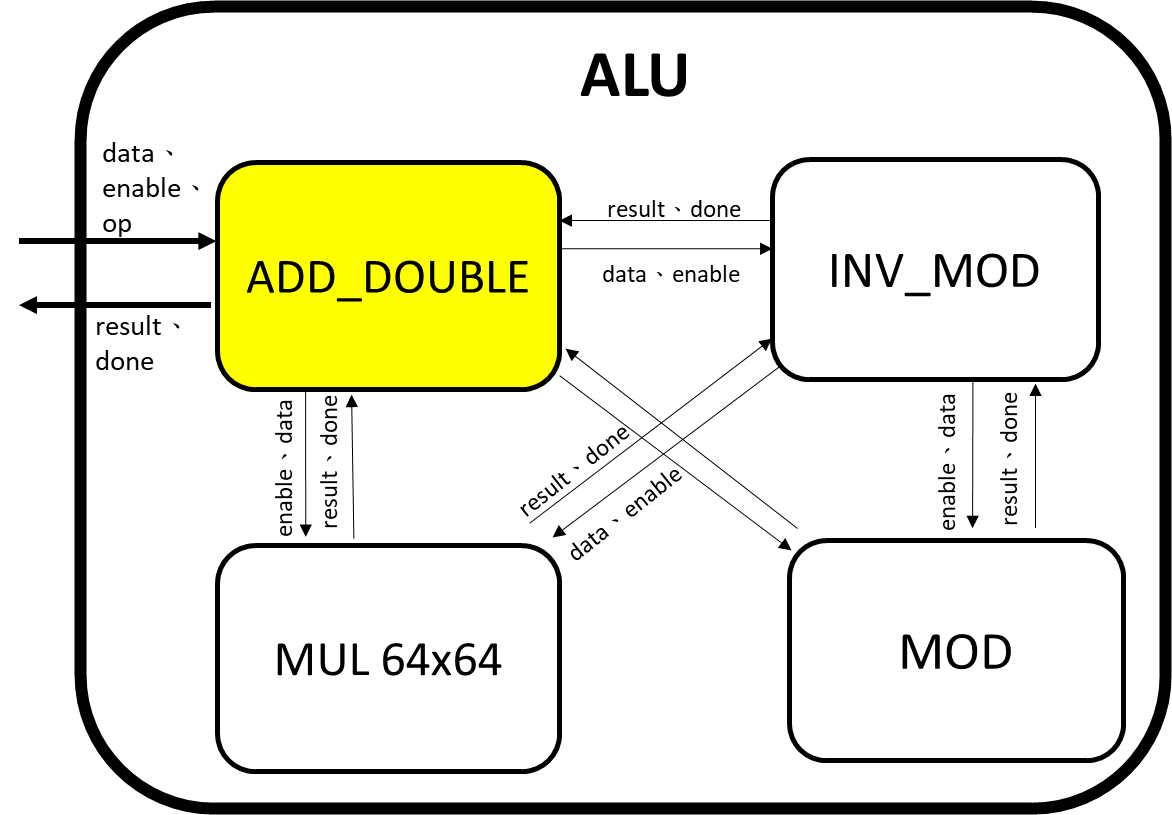 ALU
data、
enable、
op
result、
done
ADD_DOUBLE
result、done
data、enable
INV_MOD
enable、data
result、done
result、done
data、enable
enable、data
result、done
MUL 64x64
MOD